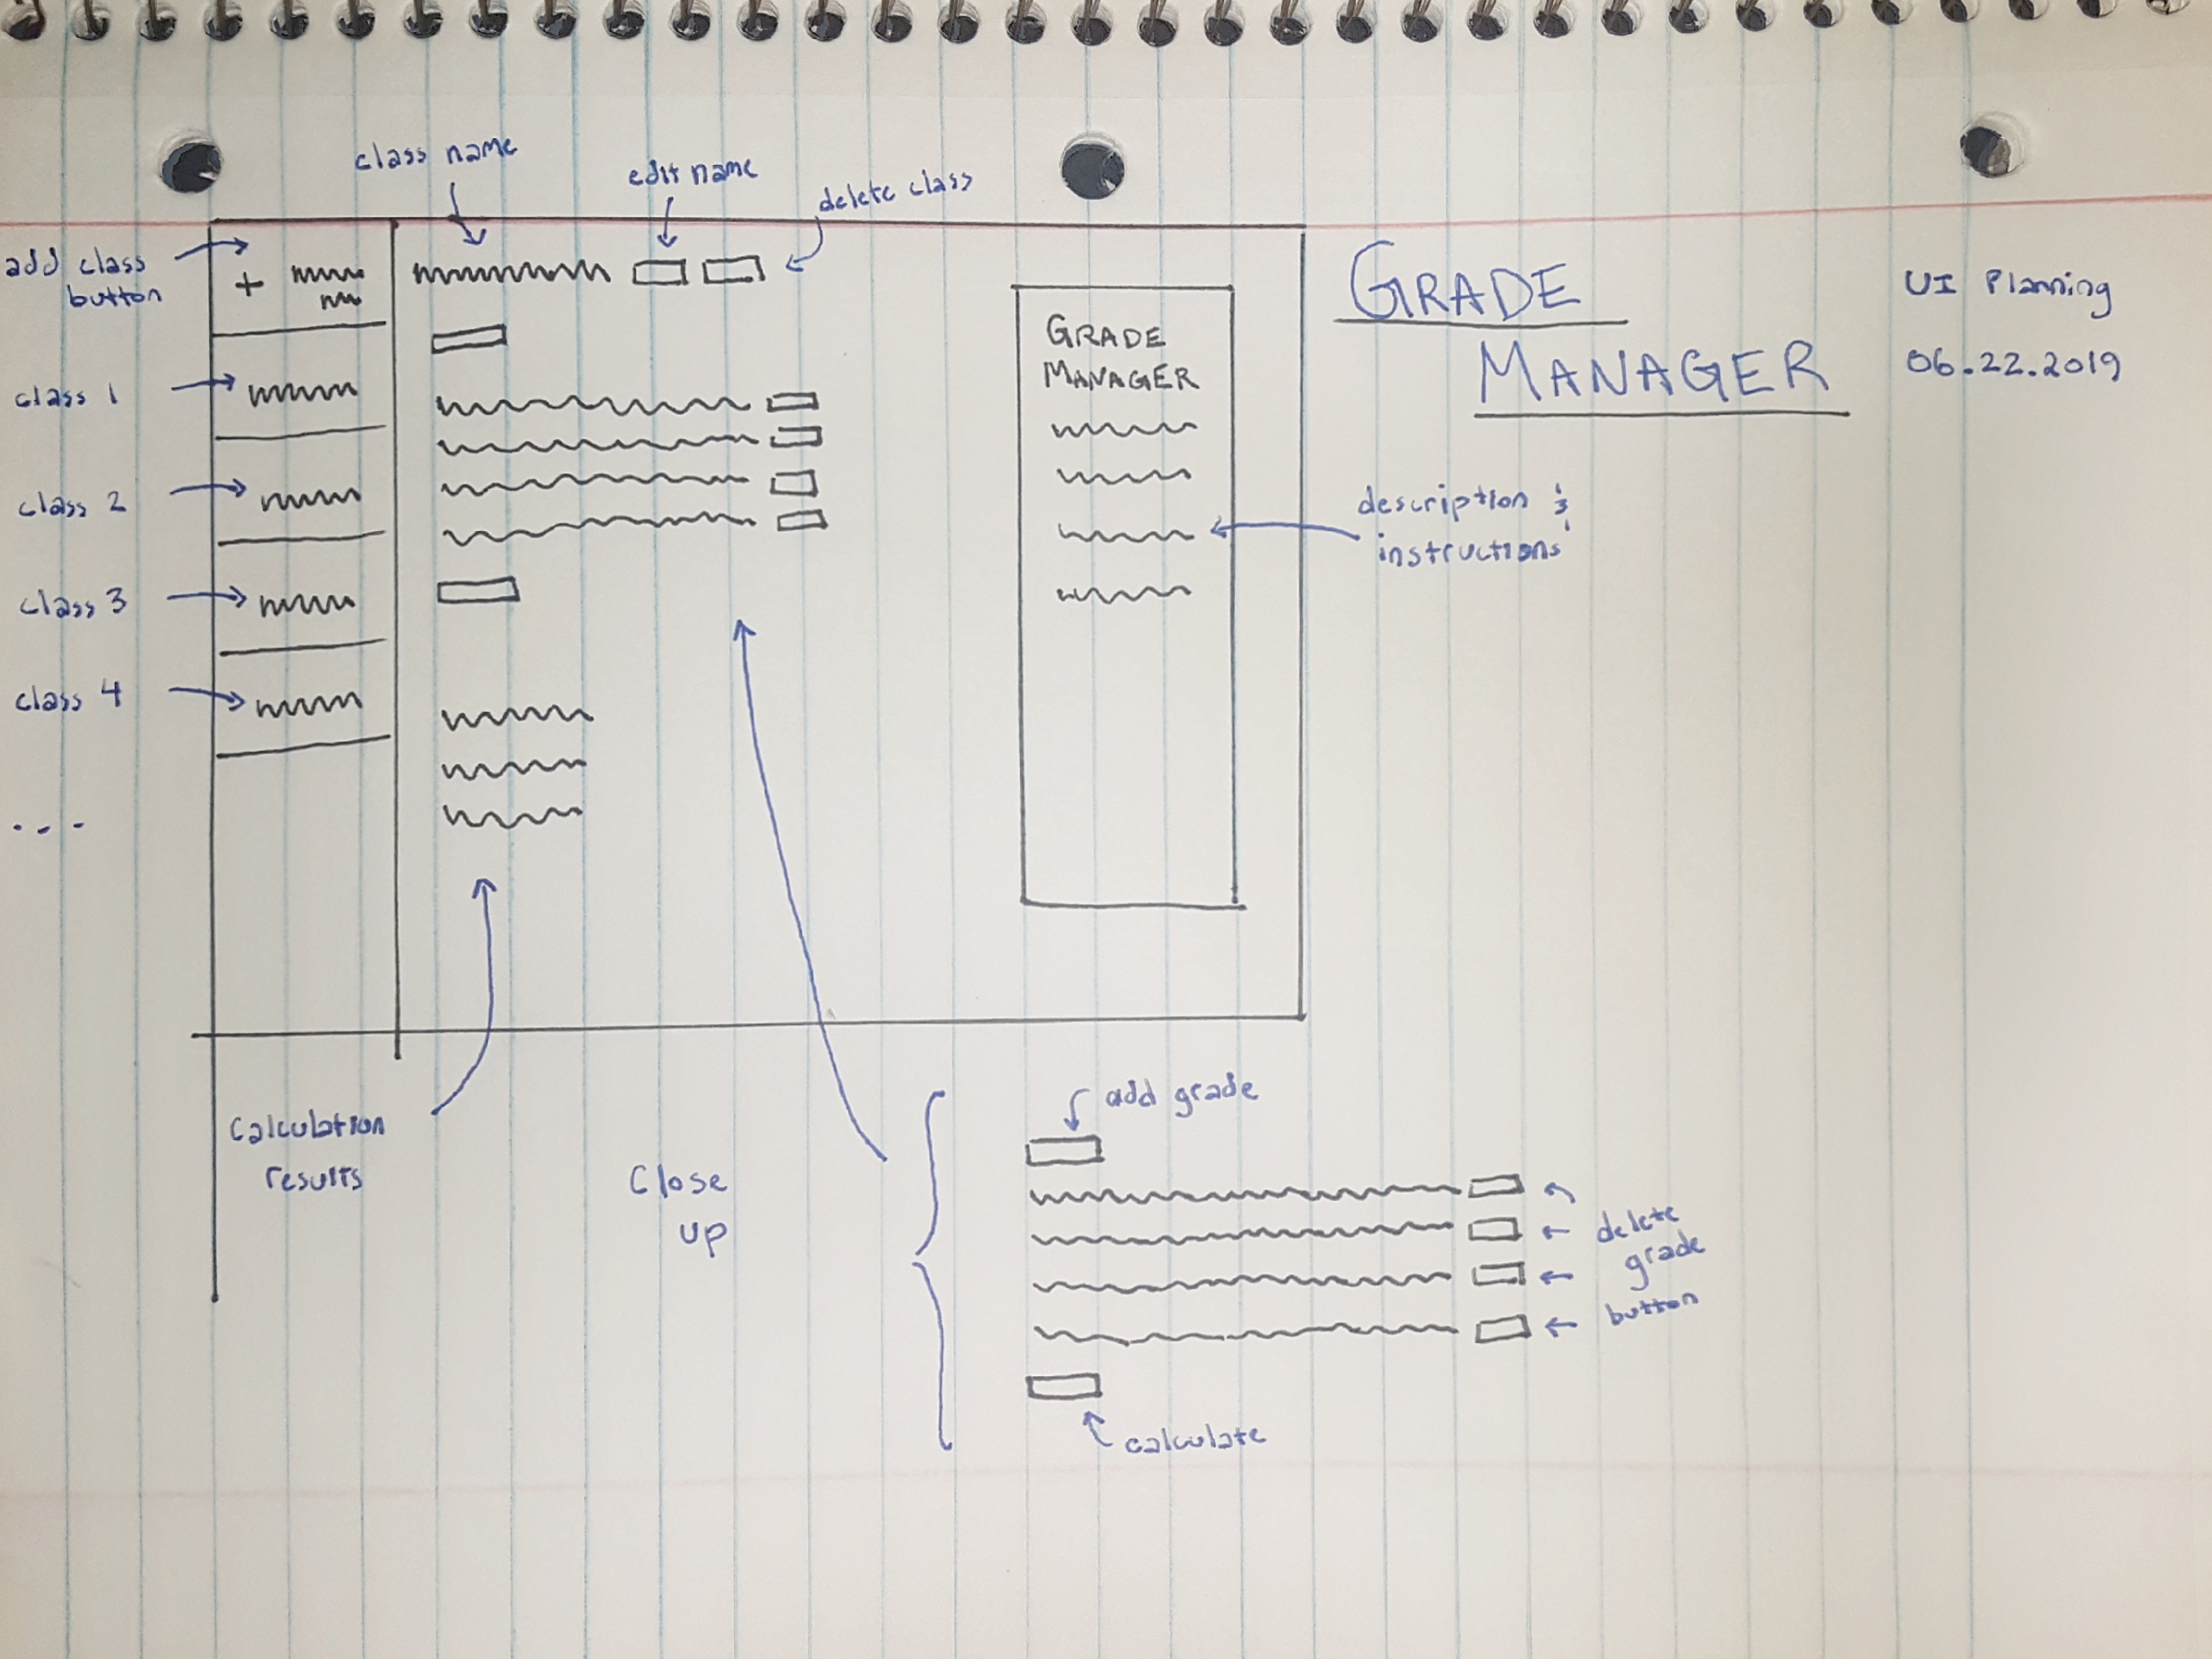 GRADE
MANAGER
UI Planning
06.22.2019
class name
edit name
delete class
add class
button
class 1
class 2
class 3
class 4
...
+
GRADE
MANAGER
description &
instructions
Calculation
results
Close
up
add grade
delete
grade
button
calculate